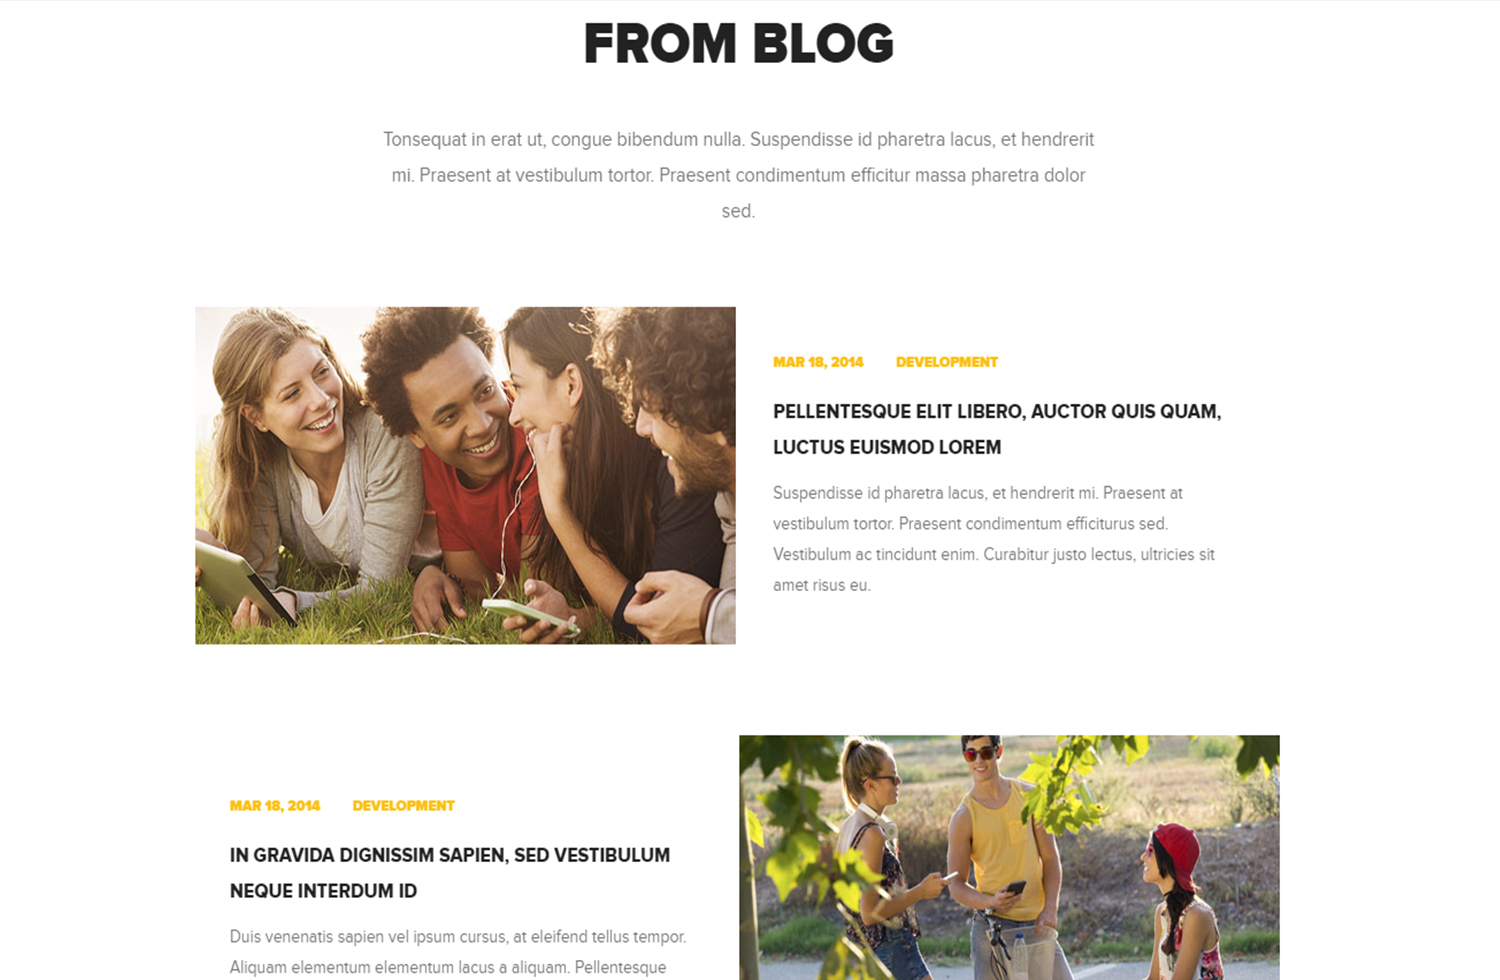 FROM BLOG
Tonsequat in erat ut, congue bibendum nulla. Suspendisse id pharetra lacus, et hendrerit
mi. Praesent at vestibulum tortor. Praesent condimentum efficitur massa pharetra dolor
sed.
MAR 18, 2014 DEVELOPMENT
PELLENTESQUE ELIT LIBERO, AUCTOR QUIS QUAM,
LUCTUS EUISMOD LOREM
Suspendisse id pharetra lacus, et hendrerit mi. Praesent at
vestibulum tortor. Praesent condimentum efficiturus sed.
Vestibulum ac tincidunt enim. Curabitur justo lectus, ultricies sit
amet risus eu.
MAR 18, 2014 DEVELOPMENT
IN GRAVIDA DIGNISSIM SAPIEN, SED VESTIBULUM
NEQUE INTERDUM ID
Duis venenatis sapien vel ipsum cursus, at eleifend tellus tempor.
Aliquam elementum elementum lacus a aliquam. Pellentesque